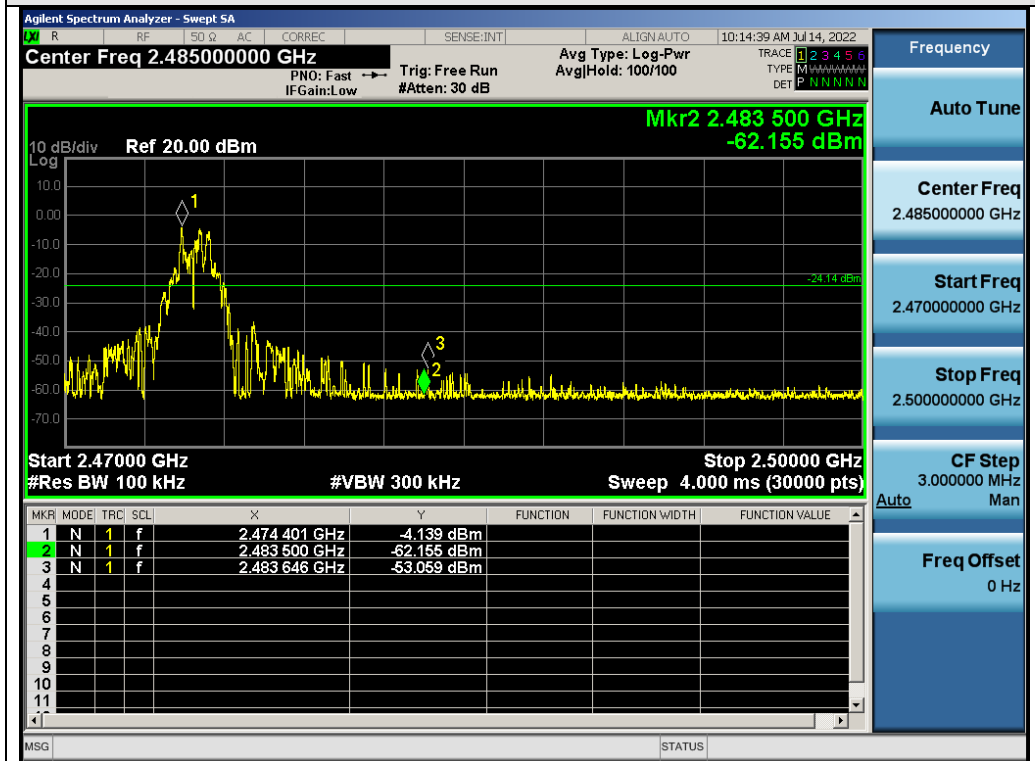 Agilent Spectrum Analyzer - Swept SA
LXI R RF 50 Ω AC CORREC SENSE:INT ALIGN AUTO 10:14:39 AM Jul 14, 2022
Center Freq 2.485000000 GHz
PNO: Fast
IFGain:Low
Trig: Free Run
#Atten: 30 dB
Avg Type: Log-Pwr
Avg|Hold: 100/100
TRACE 1 2 3 4 5 6
TYPE M
DET P N N N N N
Mkr2 2.483 500 GHz
-62.155 dBm
10 dB/div Ref 20.00 dBm
Log
10.0
0.00
-10.0
-20.0
-30.0
-40.0
-50.0
-60.0
-70.0
1
-24.14 dBm
3
2
Start 2.47000 GHz Stop 2.50000 GHz
#Res BW 100 kHz #VBW 300 kHz Sweep 4.000 ms (30000 pts)
MKR MODE TRC SCL X Y FUNCTION FUNCTION WIDTH FUNCTION VALUE
1 N 1 f 2.474 401 GHz -4.139 dBm
2 N 1 f 2.483 500 GHz -62.155 dBm
3 N 1 f 2.483 646 GHz -53.059 dBm
4
5
6
7
8
9
10
11
MSG STATUS
Frequency
Auto Tune
Center Freq
2.485000000 GHz
Start Freq
2.470000000 GHz
Stop Freq
2.500000000 GHz
CF Step
3.000000 MHz
Auto Man
Freq Offset
0 Hz